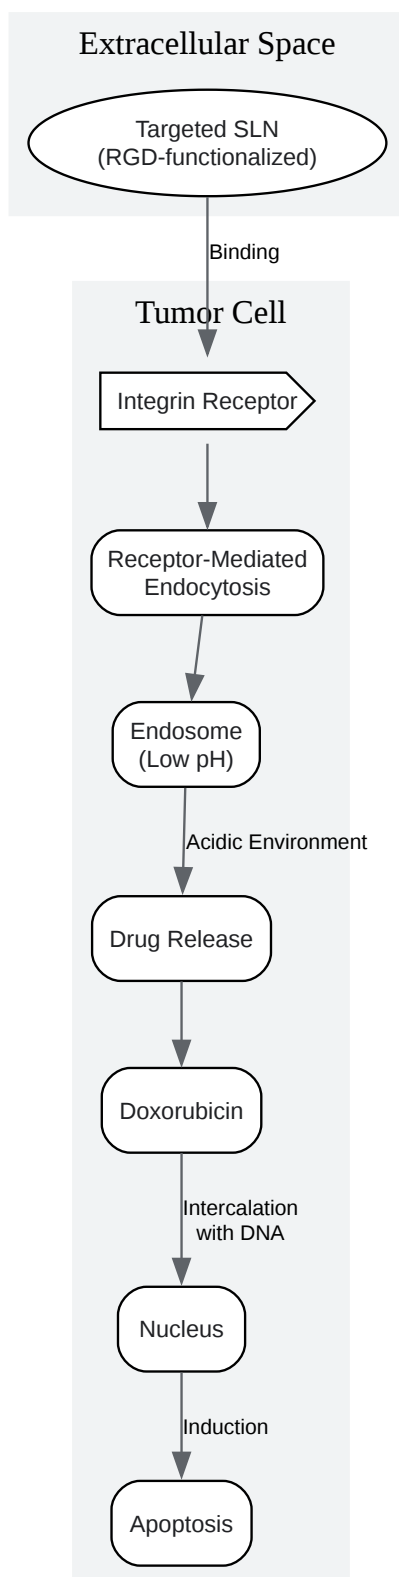 Extracellular Space
Targeted SLN
(RGD-functionalized)
Binding
Tumor Cell
Integrin Receptor
Receptor-Mediated
Endocytosis
Endosome
(Low pH)
Acidic Environment
Drug Release
Doxorubicin
Intercalation
with DNA
Nucleus
Induction
Apoptosis